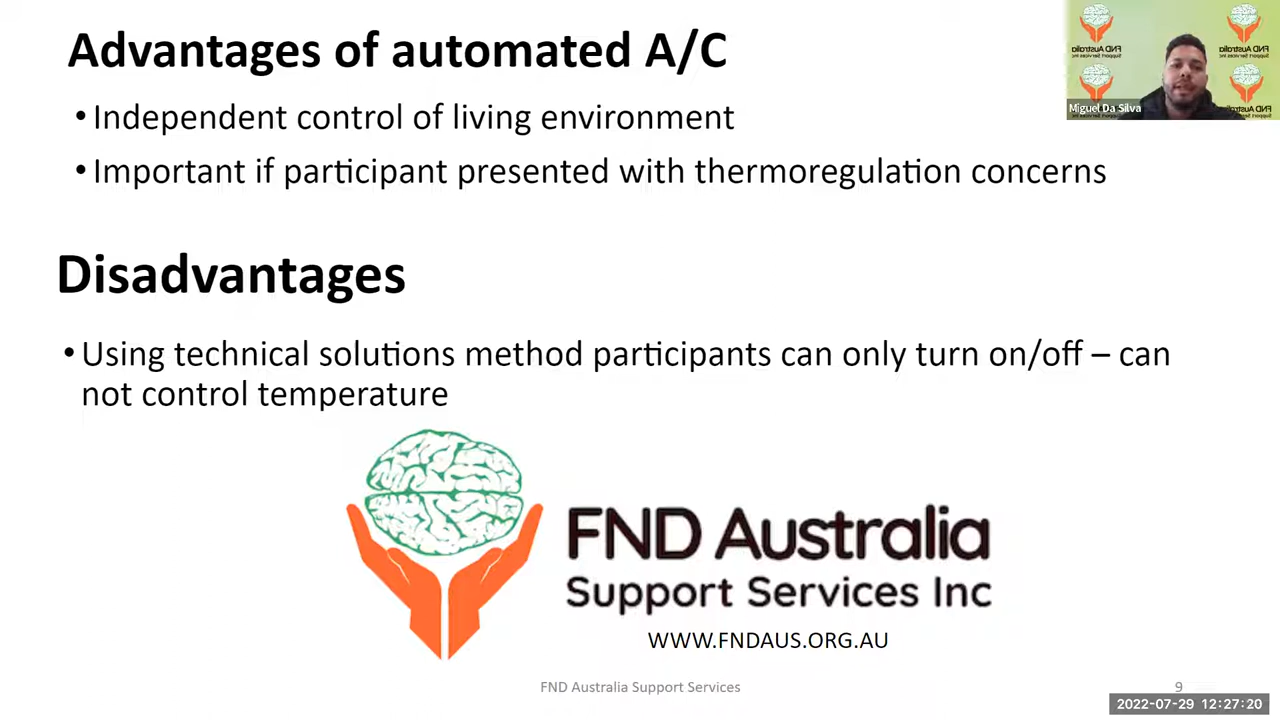 Advantages of automated A/C
•Independent control of living environment
•Important if participant presented with thermoregulation concerns
Disadvantages
•Using technical solutions method participants can only turn on/off – can
not control temperature
FND Australia
Support Services Inc
WWW.FNDAUS.ORG.AU
FND Australia Support Services
9
2022-07-29 12:27:20
Miguel Da Silva